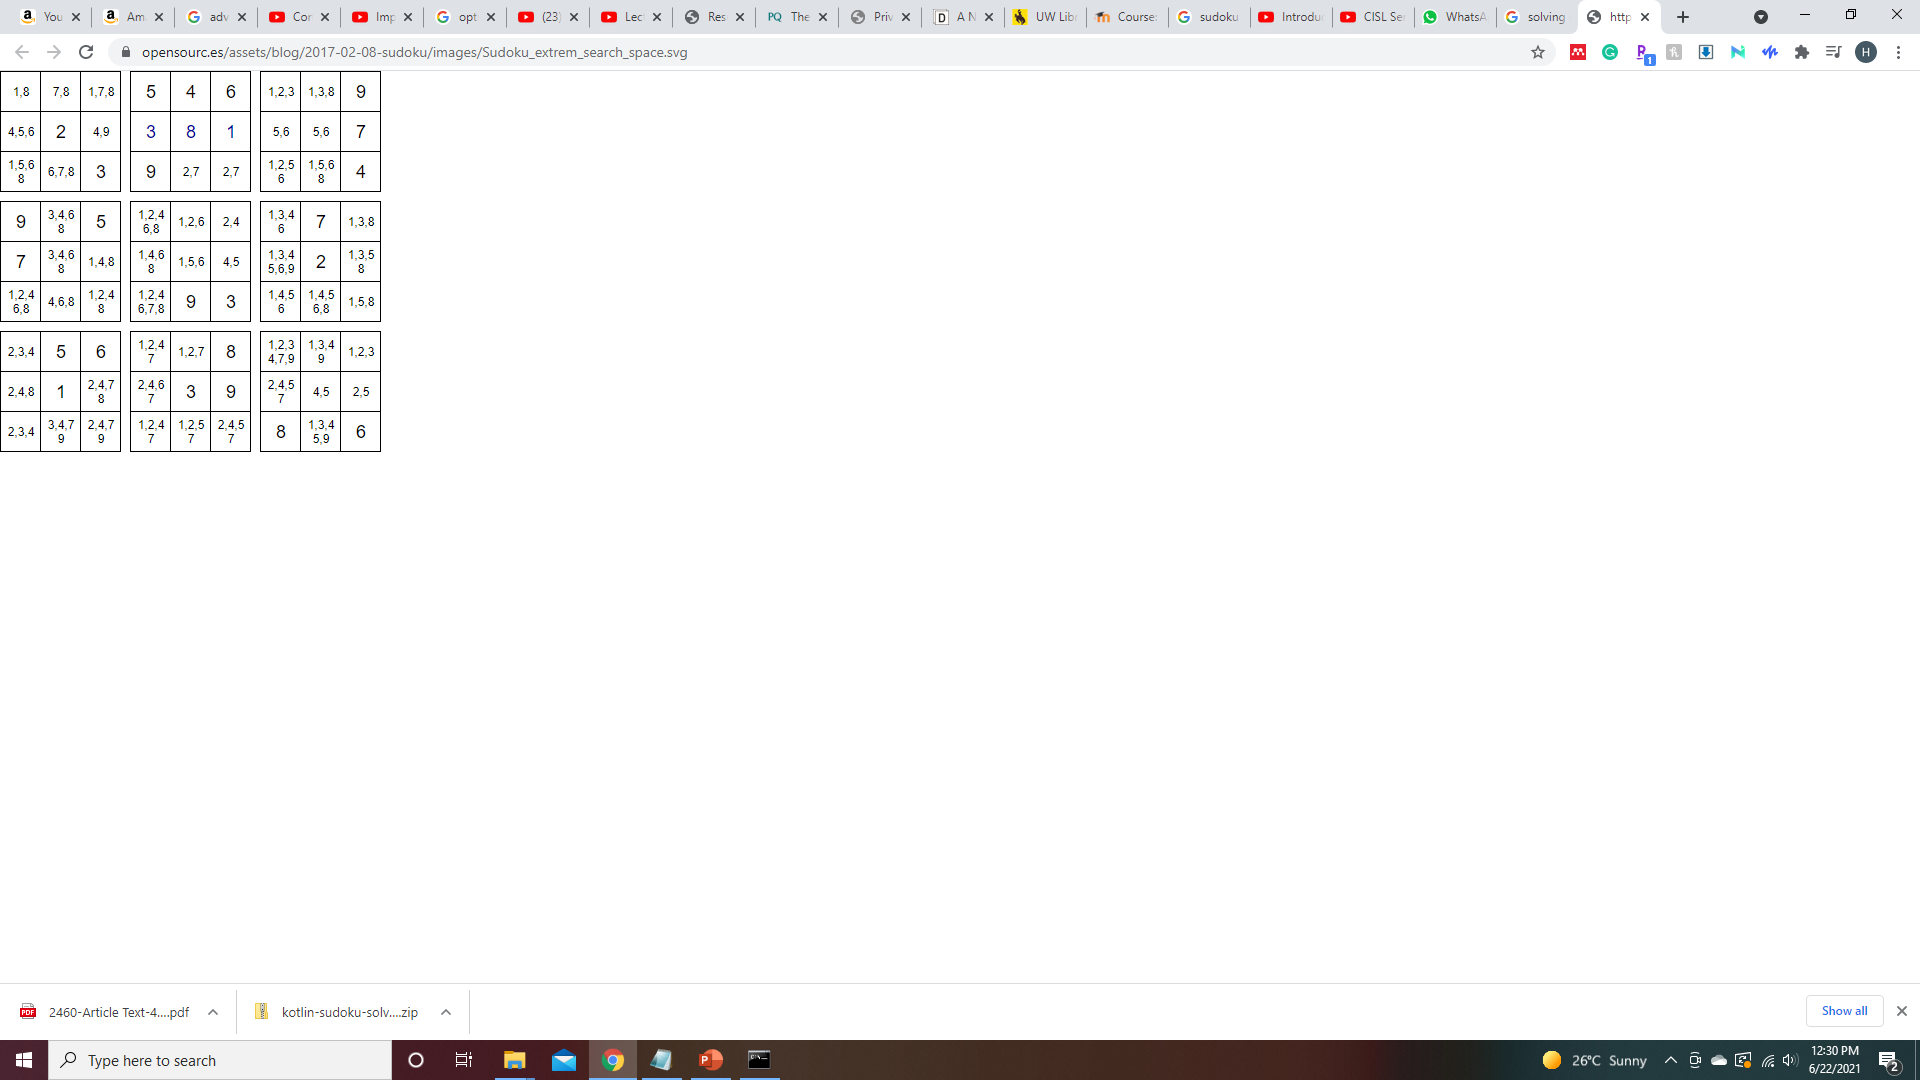 You
Am
adv
Cor
Imp
opt
(23)
Lec
Res
PQ The
Priv
D A N
UW Lib
Course:
sudoku
Introdu
CISL Se
WhatsA
solving
http
opensourc.es/assets/blog/2017-02-08-sudoku/images/Sudoku_extrem_search_space.svg
1
H
1,8 7,8 1,7,8 5 4 6 1,2,3 1,3,8 9
4,5,6 2 4,9 3 8 1 5,6 5,6 7
1,5,6 8 6,7,8 3 9 2,7 2,7 1,2,5 6 1,5,6 8 4
9 3,4,6 8 5 1,2,4 6,8 1,2,6 2,4 1,3,4 6 7 1,3,8
7 3,4,6 8 1,4,8 1,4,6 8 1,5,6 4,5 1,3,4 5,6,9 2 1,3,5 8
1,2,4 6,8 4,6,8 1,2,4 8 1,2,4 6,7,8 9 3 1,4,5 6 1,4,5 6,8 1,5,8
2,3,4 5 6 1,2,4 7 1,2,7 8 1,2,3 4,7,9 1,3,4 9 1,2,3
2,4,8 1 2,4,7 8 2,4,6 7 3 9 2,4,5 7 4,5 2,5
2,3,4 3,4,7 9 2,4,7 9 1,2,4 7 1,2,5 7 2,4,5 7 8 1,3,4 5,9 6
PDF 2460-Article Text-4....pdf
kotlin-sudoku-solv....zip
Show all
Type here to search
26°C Sunny
12:30 PM
6/22/2021
2